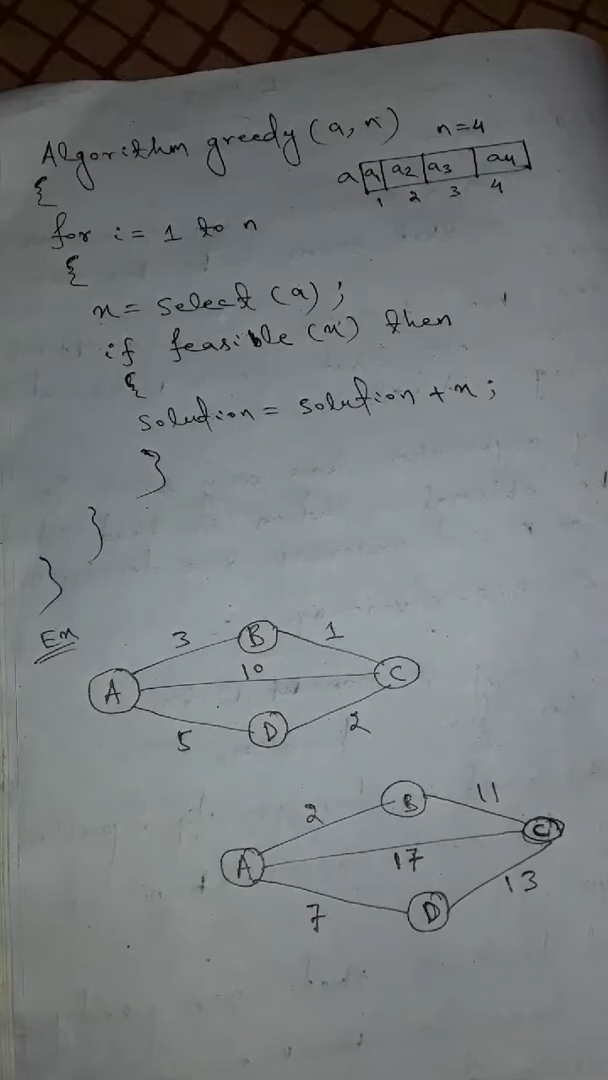 Algorithm greedy (a, n) n=4
a a1 a2 a3 a4
1 2 3 4
{
for i = 1 to n
{
x = select (a) ;
if feasible (x) then
{
solution = solution + x ;
}
}
}
Ex
3 B 1
A 10 C
5 D 2
2 B 11
A 17 C
7 D 13